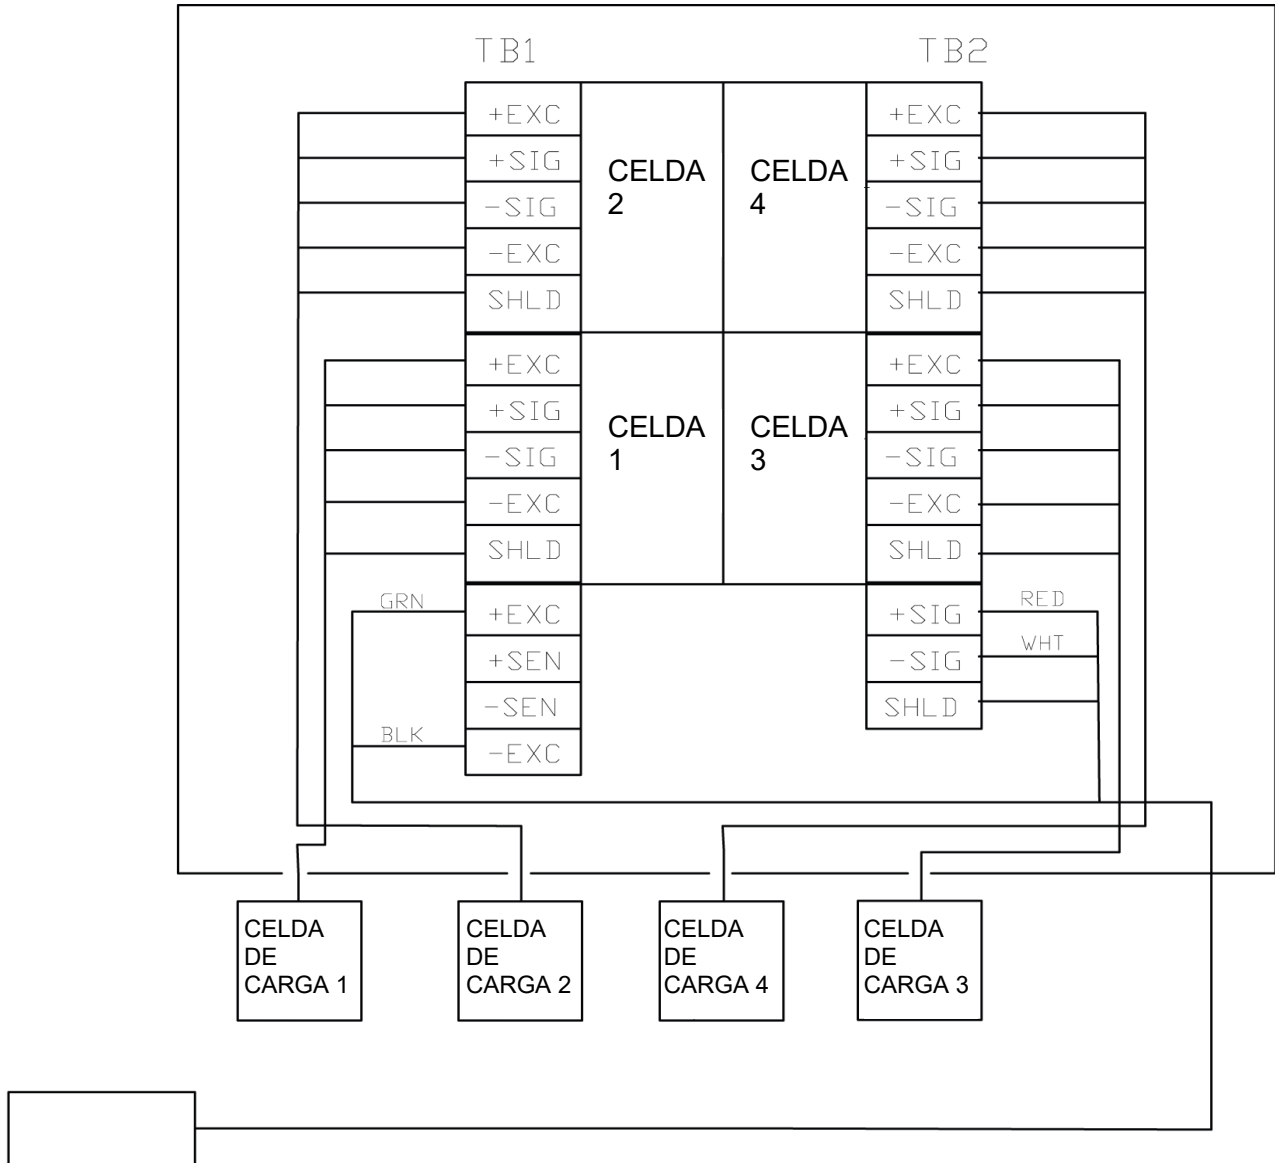 TB1
TB2
+EXC
+SIG
-SIG
-EXC
SHLD
CELDA
2
CELDA
4
+EXC
+SIG
-SIG
-EXC
SHLD
+EXC
+SIG
-SIG
-EXC
SHLD
CELDA
1
CELDA
3
+EXC
+SIG
-SIG
-EXC
SHLD
GRN
+EXC
+SEN
-SEN
BLK
-EXC
+SIG
RED
-SIG
WHT
SHLD
CELDA
DE
CARGA 1
CELDA
DE
CARGA 2
CELDA
DE
CARGA 4
CELDA
DE
CARGA 3